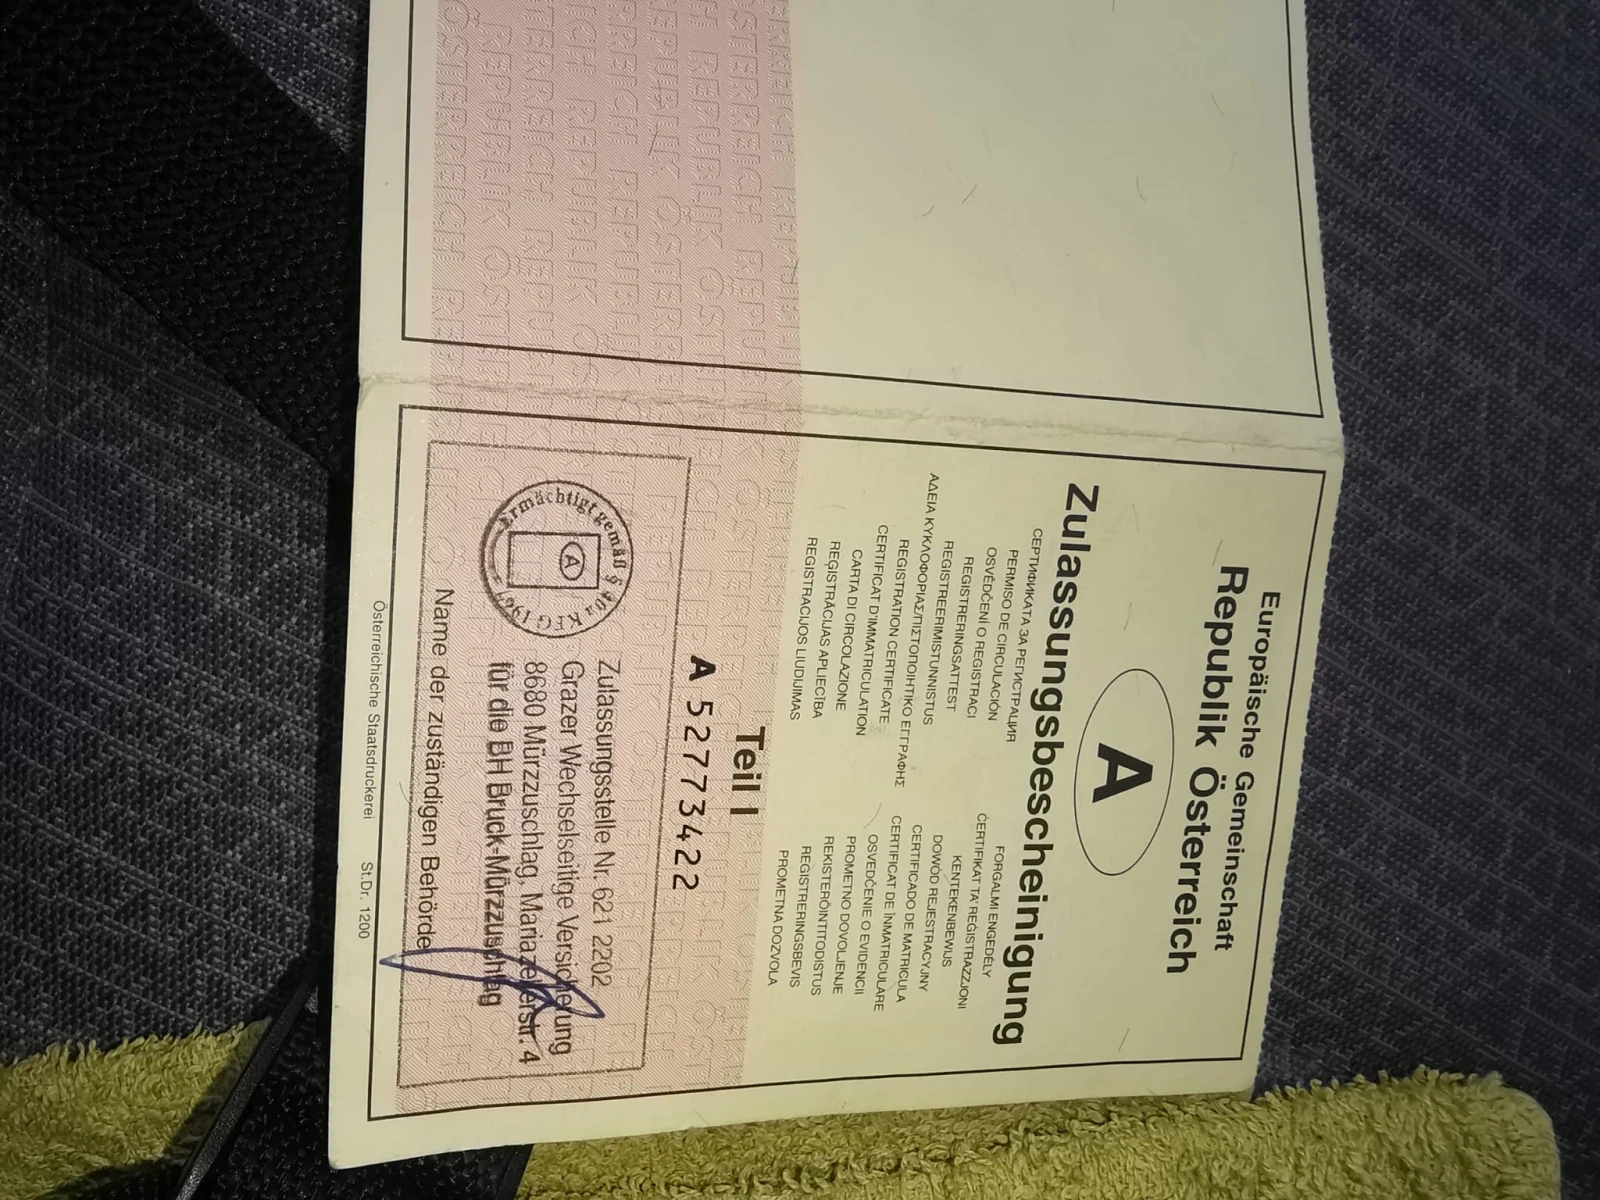 Europäische Gemeinschaft
Republik Österreich
A
Zulassungsbescheinigung
СЕРТИФИКАТА ЗА РЕГИСТРАЦИЯ
PERMISO DE CIRCULACIÓN
OSVĚDČENÍ O REGISTRACI
REGISTRERINGSATTEST
REGISTREERIMISTUNNISTUS
ΑΔΕΙΑ ΚΥΚΛΟΦΟΡΙΑΣ/ΠΙΣΤΟΠΟΙΗΤΙΚΟ ΕΓΓΡΑΦΗΣ
REGISTRATION CERTIFICATE
CERTIFICAT D'IMMATRICULATION
CARTA DI CIRCOLAZIONE
REĢISTRĀCIJAS APLIECĪBA
REGISTRACIJOS LIUDIJIMAS
FORGALMI ENGEDÉLY
ĊERTIFIKAT TA' REĠISTRAZZJONI
KENTEKENBEWIJS
DOWÓD REJESTRACYJNY
CERTIFICADO DE MATRICULA
CERTIFICAT DE ÎNMATRICULARE
OSVEDČENIE O EVIDENCII
PROMETNO DOVOLJENJE
REKISTERÖINTITODISTUS
REGISTRERINGSBEVIS
PROMETNA DOZVOLA
Teil I
A 52773422
Ermächtigt gemäß § 40a KFG 1967
A
Zulassungsstelle Nr. 621 2202
Grazer Wechselseitige Versicherung
8680 Mürzzuschlag, Mariazellerstr. 4
für die BH Bruck-Mürzzuschlag
Name der zuständigen Behörde
Österreichische Staatsdruckerei St.Dr. 1200
REPUBLIK ÖSTERREICH